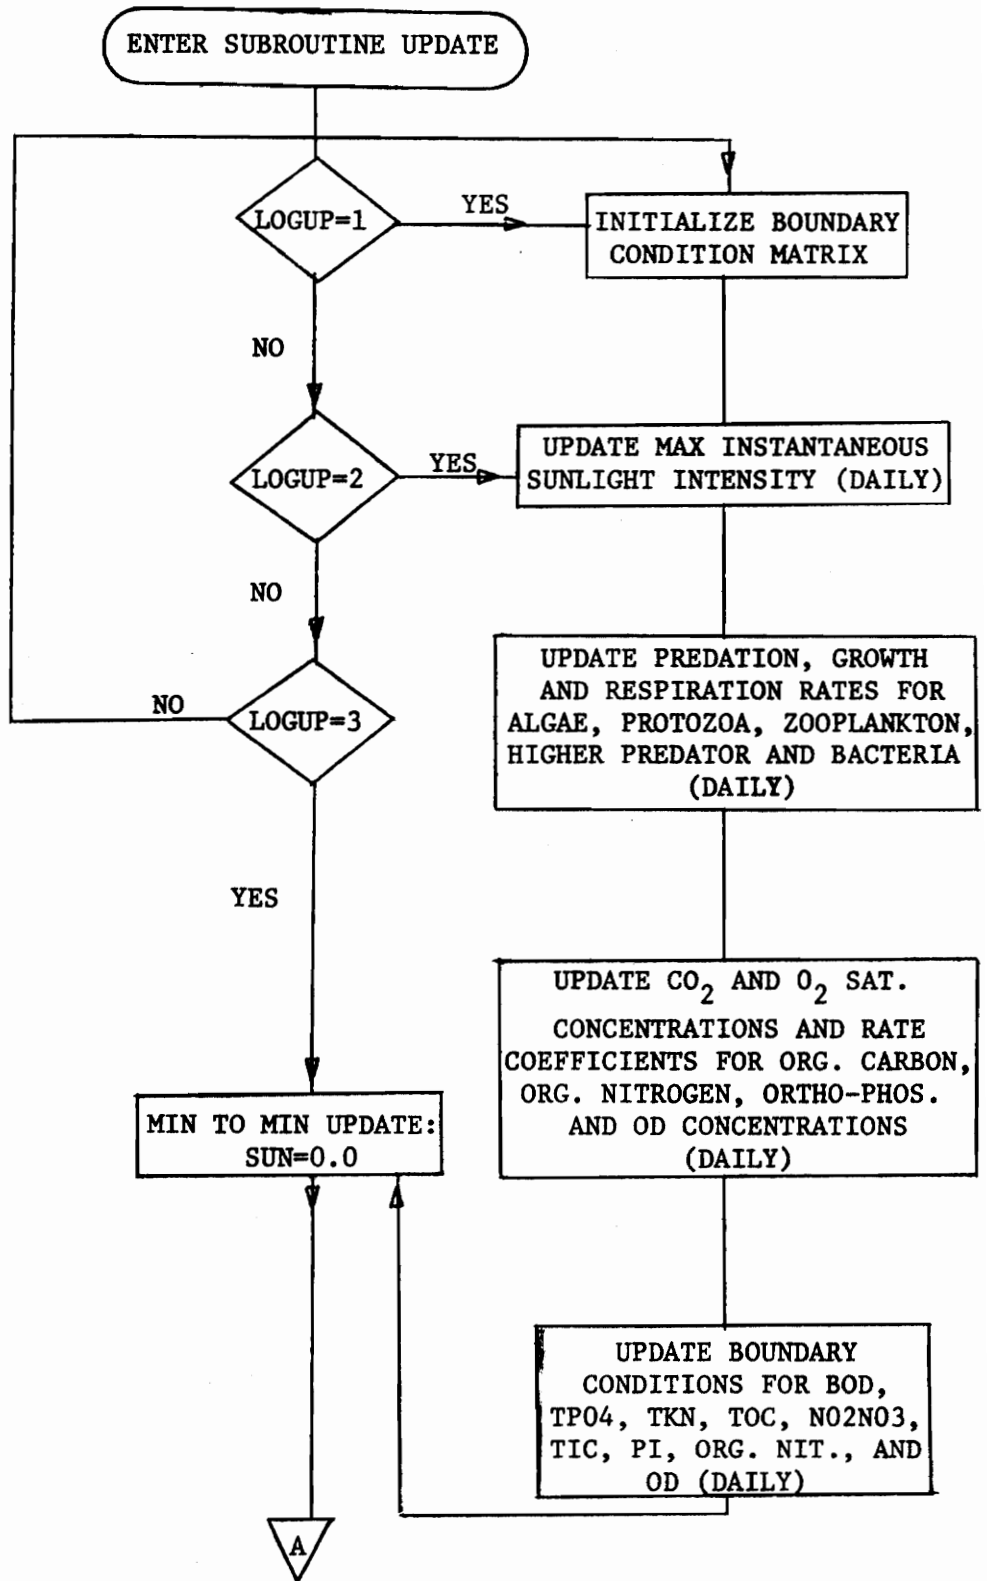 ENTER SUBROUTINE UPDATE
LOGUP=1
YES
INITIALIZE BOUNDARY
CONDITION MATRIX
NO
LOGUP=2
YES
UPDATE MAX INSTANTANEOUS
SUNLIGHT INTENSITY (DAILY)
NO
LOGUP=3
NO
UPDATE PREDATION, GROWTH
AND RESPIRATION RATES FOR
ALGAE, PROTOZOA, ZOOPLANKTON,
HIGHER PREDATOR AND BACTERIA
(DAILY)
YES
UPDATE CO2 AND O2 SAT.
CONCENTRATIONS AND RATE
COEFFICIENTS FOR ORG. CARBON,
ORG. NITROGEN, ORTHO-PHOS.
AND OD CONCENTRATIONS
(DAILY)
MIN TO MIN UPDATE:
SUN=0.0
UPDATE BOUNDARY
CONDITIONS FOR BOD,
TPO4, TKN, TOC, NO2NO3,
TIC, PI, ORG. NIT., AND
OD (DAILY)
A